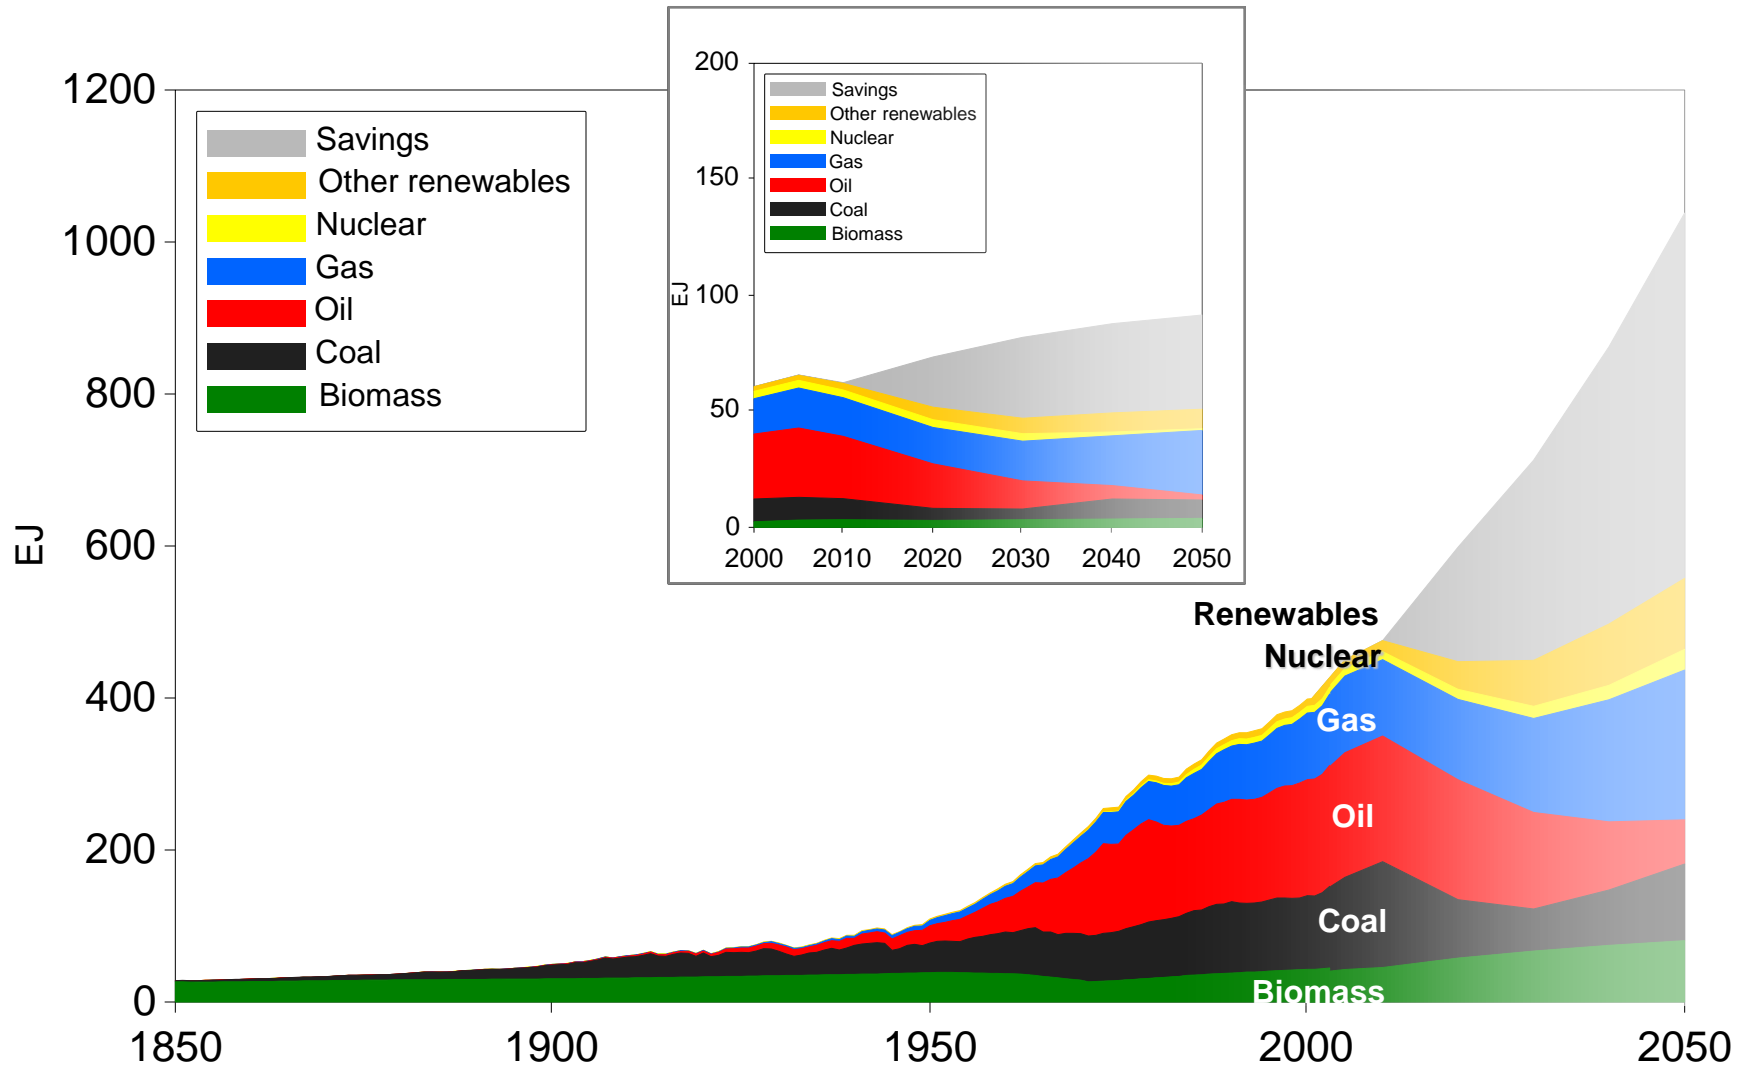 1200
1000
800
600
400
200
0
EJ
Savings
Other renewables
Nuclear
Gas
Oil
Coal
Biomass
200
150
100
50
0
EJ
Savings
Other renewables
Nuclear
Gas
Oil
Coal
Biomass
2000 2010 2020 2030 2040 2050
Renewables
Nuclear
Gas
Oil
Coal
Biomass
1850 1900 1950 2000 2050